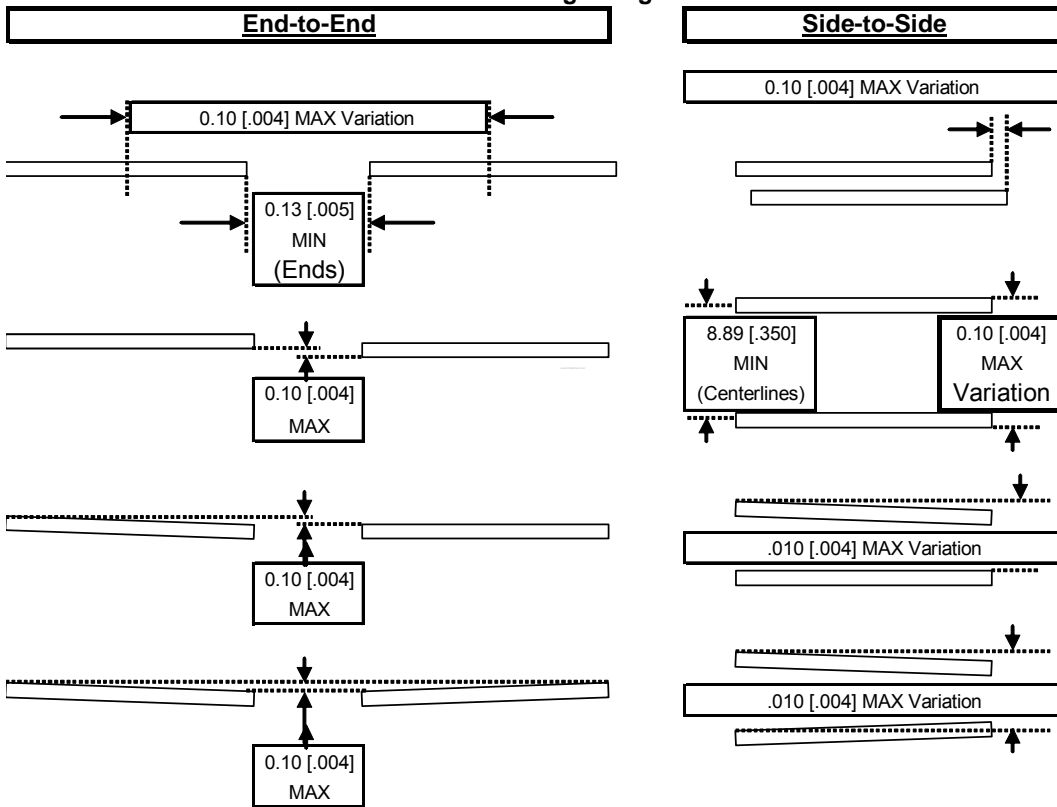 End-to-End
0.10 [.004] MAX Variation
0.13 [.005]
MIN
(Ends)
0.10 [.004]
MAX
0.10 [.004]
MAX
0.10 [.004]
MAX
Side-to-Side
0.10 [.004] MAX Variation
8.89 [.350]
MIN
(Centerlines)
0.10 [.004]
MAX
Variation
.010 [.004] MAX Variation
.010 [.004] MAX Variation